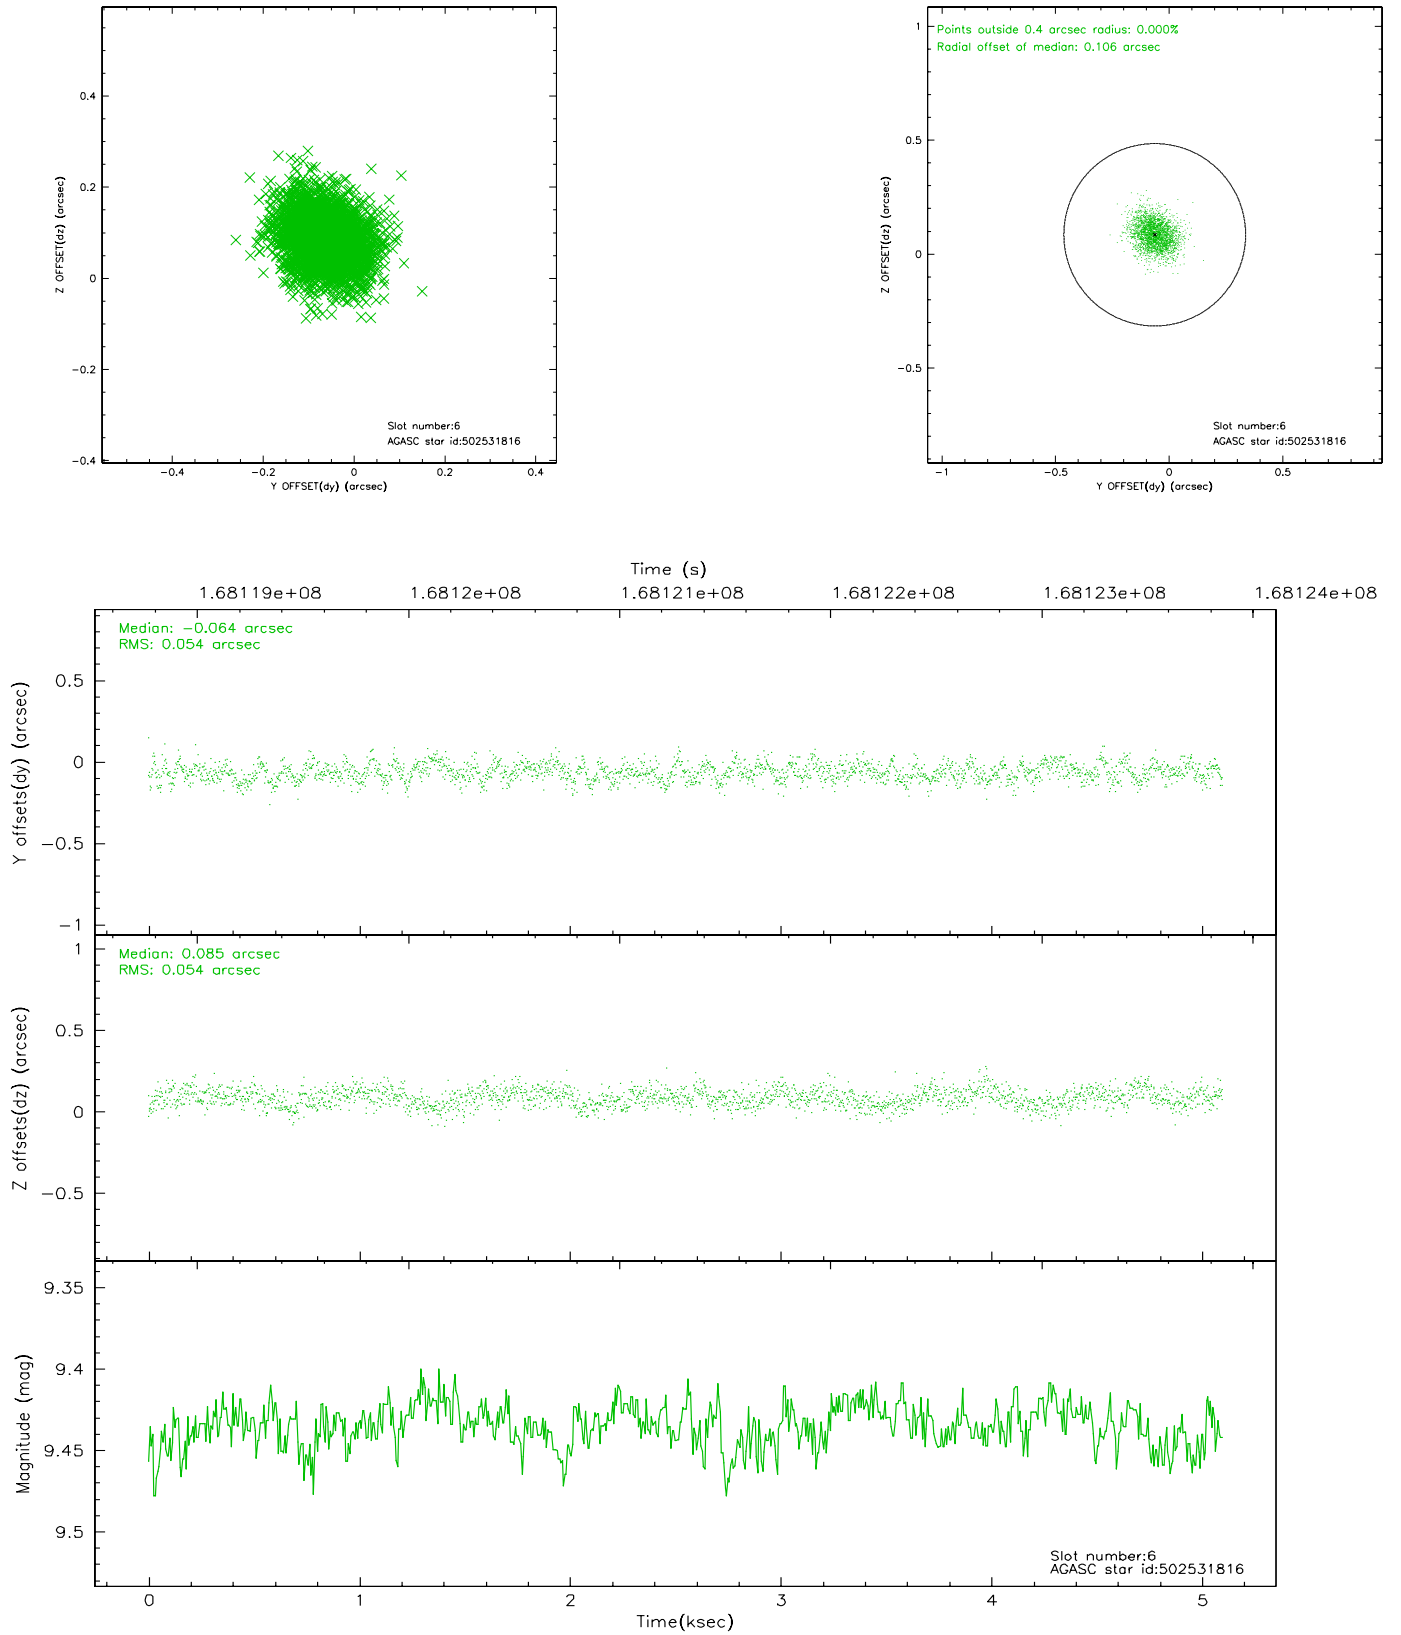 0.4
0.2
0
−0.2
−0.4
Z OFFSET(dz) (arcsec)
Slot number:6
AGASC star id:502531816
−0.4
−0.2
0
0.2
0.4
Y OFFSET(dy) (arcsec)
Points outside 0.4 arcsec radius: 0.000%
Radial offset of median: 0.106 arcsec
1
0.5
0
−0.5
Z OFFSET(dz) (arcsec)
Slot number:6
AGASC star id:502531816
−1
−0.5
0
0.5
Y OFFSET(dy) (arcsec)
Time (s)
1.68119e+08
1.6812e+08
1.68121e+08
1.68122e+08
1.68123e+08
1.68124e+08
Median: −0.064 arcsec
RMS: 0.054 arcsec
0.5
0
−0.5
−1
Y offsets(dy) (arcsec)
Median: 0.085 arcsec
RMS: 0.054 arcsec
1
0.5
0
−0.5
Z offsets(dz) (arcsec)
9.35
9.4
9.45
9.5
Magnitude (mag)
Slot number:6
AGASC star id:502531816
0
1
2
3
4
5
Time(ksec)